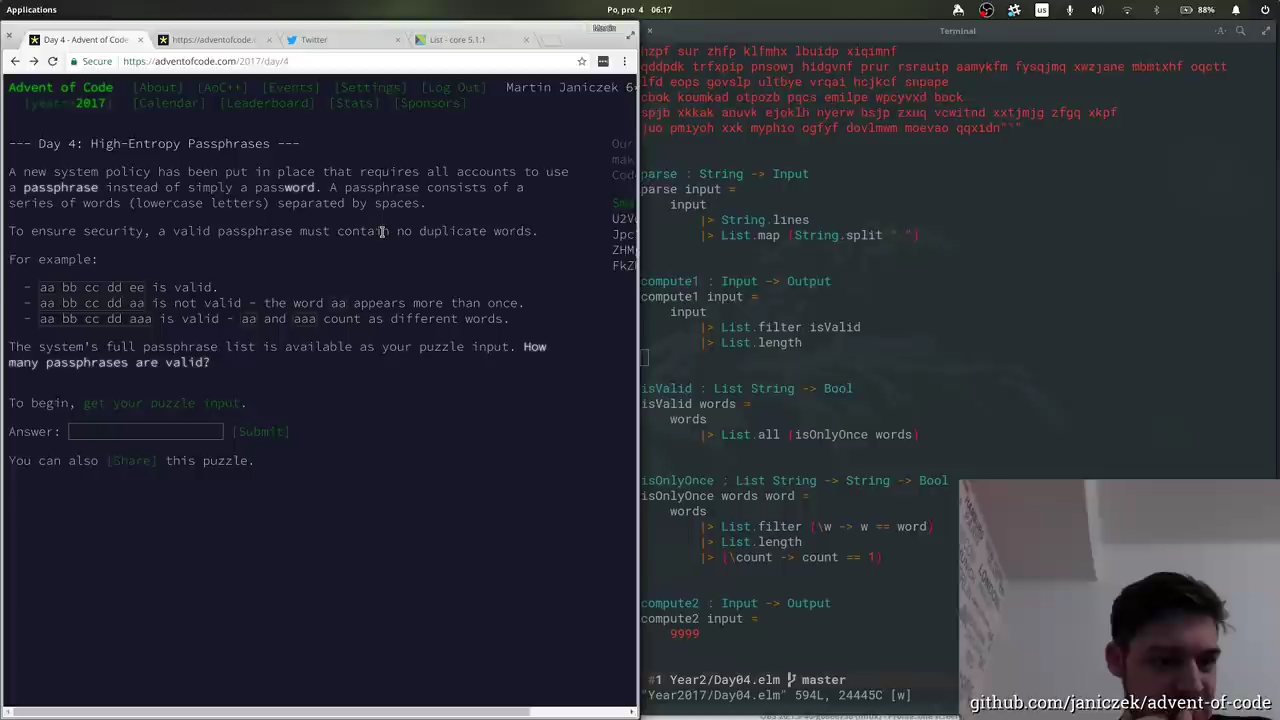 Applications
Po, pro 4 06:17
us
88%
Martin
Day 4 - Advent of Code
https://adventofcode.
Twitter
List - core 5.1.1
Secure
https://adventofcode.com/2017/day/4
Terminal
Advent of Code
[About]
[AoC++]
[Events]
[Settings]
[Log Out]
Martin Janiczek 6
year=2017
[Calendar]
[Leaderboard]
[Stats]
[Sponsors]
--- Day 4: High-Entropy Passphrases ---
A new system policy has been put in place that requires all accounts to use
a passphrase instead of simply a password. A passphrase consists of a
series of words (lowercase letters) separated by spaces.
To ensure security, a valid passphrase must contain no duplicate words.
For example:
- aa bb cc dd ee is valid.
- aa bb cc dd aa is not valid - the word aa appears more than once.
- aa bb cc dd aaa is valid - aa and aaa count as different words.
The system's full passphrase list is available as your puzzle input. How
many passphrases are valid?
To begin, get your puzzle input.
Answer:
[Submit]
You can also [Share] this puzzle.
Our
parse : String -> Input
parse input =
input
|> String.lines
|> List.map (String.split " ")
compute1 : Input -> Output
compute1 input =
input
|> List.filter isValid
|> List.length
isValid : List String -> Bool
isValid words =
words
|> List.all (isOnlyOnce words)
isOnlyOnce : List String -> String -> Bool
isOnlyOnce words word =
words
|> List.filter (\w -> w == word)
|> List.length
|> (\count -> count == 1)
compute2 : Input -> Output
compute2 input =
9999
#1 Year2/Day04.elm master
"Year2017/Day04.elm" 594L, 24445C [w]
github.com/janiczek/advent-of-code